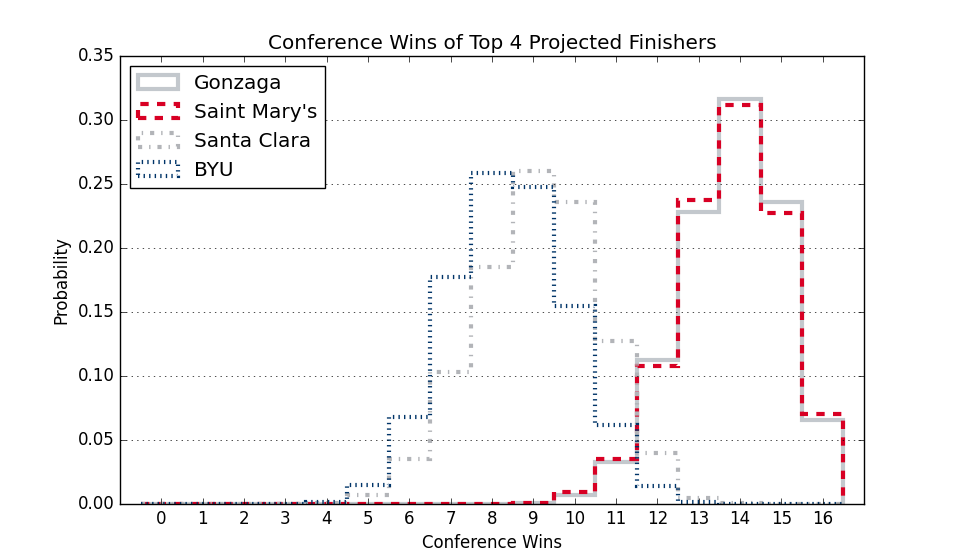 Conference Wins of Top 4 Projected Finishers
0.35
0.30
0.25
0.20
0.15
0.10
0.05
0.00
Probability
Gonzaga
Saint Mary's
Santa Clara
BYU
0 1 2 3 4 5 6 7 8 9 10 11 12 13 14 15 16
Conference Wins